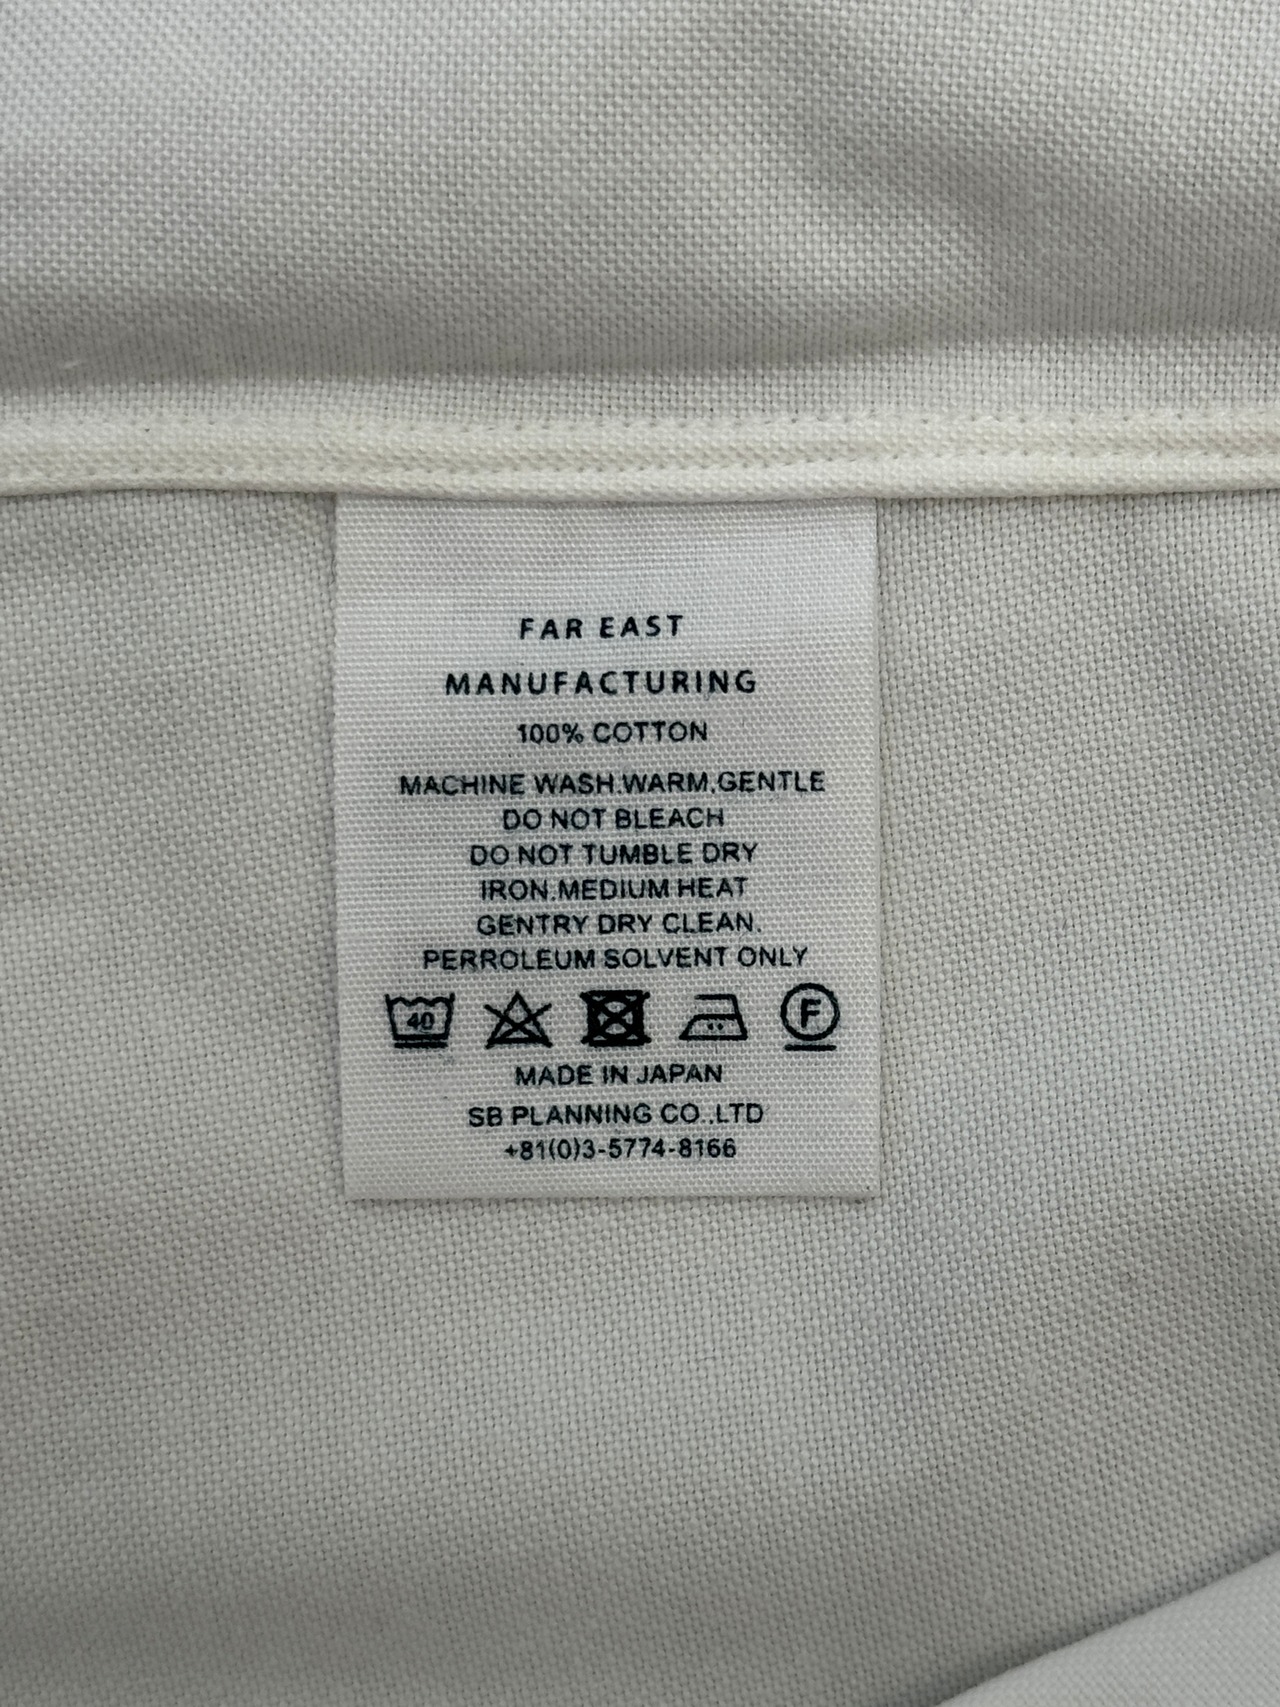 FAR EAST
MANUFACTURING
100% COTTON
MACHINE WASH.WARM,GENTLE
DO NOT BLEACH
DO NOT TUMBLE DRY
IRON.MEDIUM HEAT
GENTRY DRY CLEAN.
PERROLEUM SOLVENT ONLY
40 F
MADE IN JAPAN
SB PLANNING CO.,LTD
+81(0)3-5774-8166